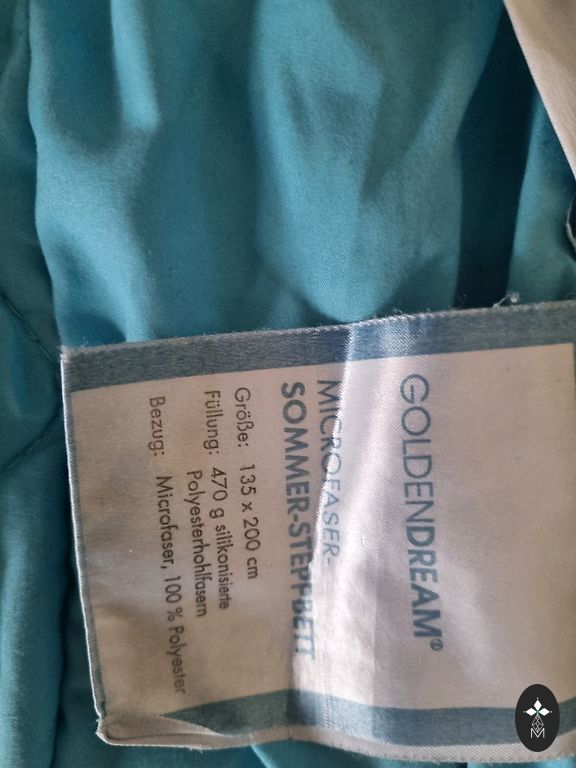 GOLDENDREAM®
MICROFASER-
SOMMER-STEPPBETT
Größe: 135 x 200 cm
Füllung: 470 g silikonisierte
Polyesterhohlfasern
Bezug: Microfaser, 100 % Polyester
M